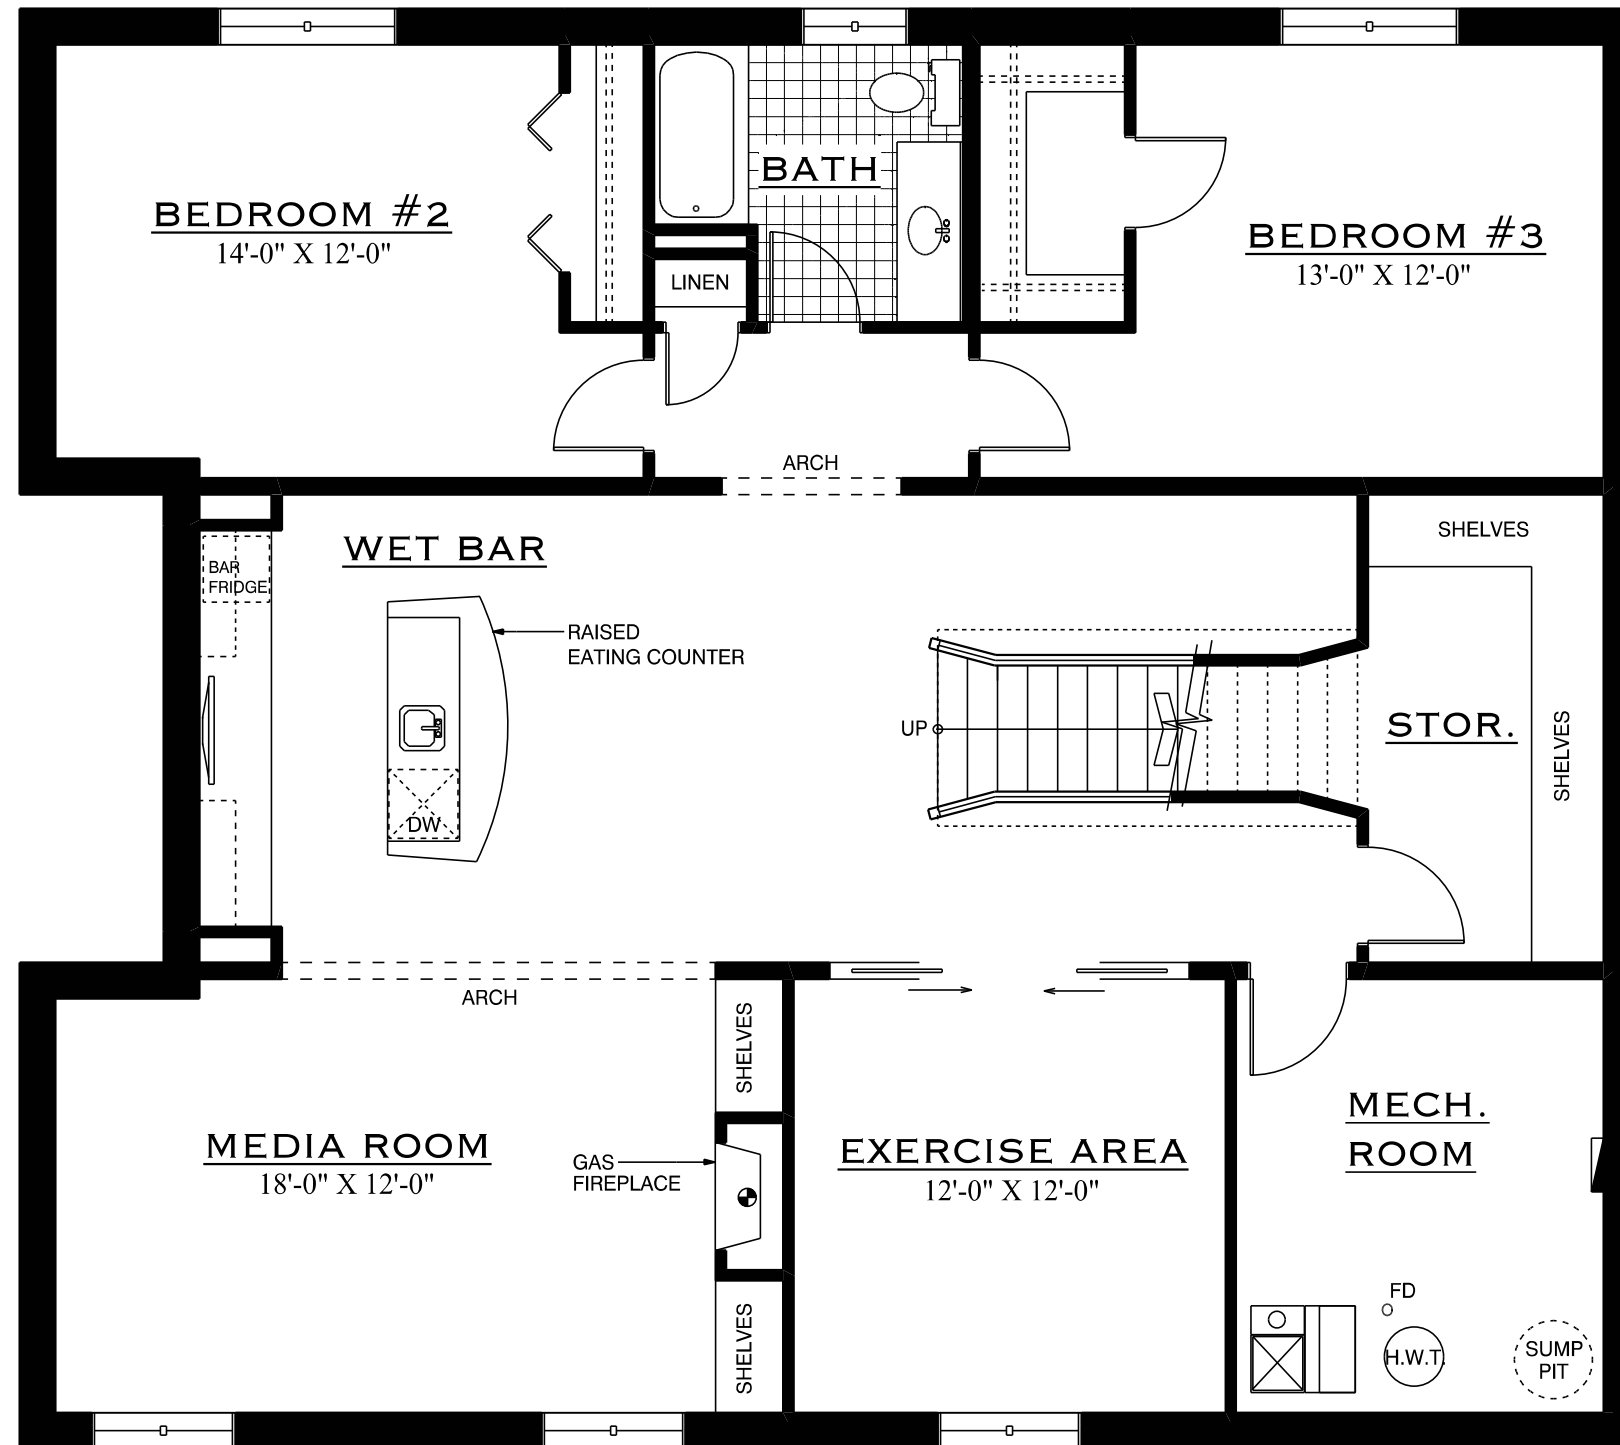 BATH
BEDROOM #2
14'-0" X 12'-0"
BEDROOM #3
13'-0" X 12'-0"
LINEN
ARCH
WET BAR
BAR
FRIDGE
RAISED
EATING COUNTER
DW
UP
SHELVES
STOR.
SHELVES
ARCH
SHELVES
MEDIA ROOM
18'-0" X 12'-0"
GAS
FIREPLACE
EXERCISE AREA
12'-0" X 12'-0"
MECH.
ROOM
SHELVES
FD
H.W.T.
SUMP
PIT